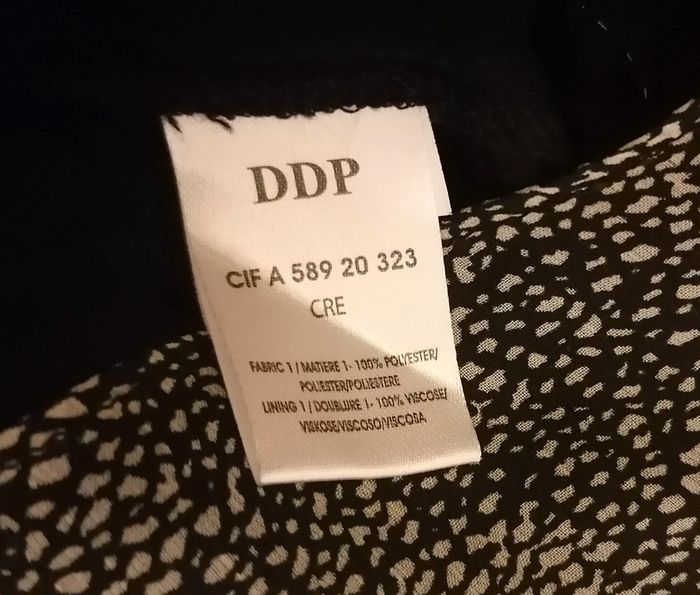 DDP
CIF A 589 20 323
CRE
FABRIC 1 / MATIERE 1- 100% POLYESTER/
POLIESTER/POLIESTERE
LINING 1 / DOUBLURE 1- 100% VISCOSE/
VISKOSE/VISCOSO/VISCOSA